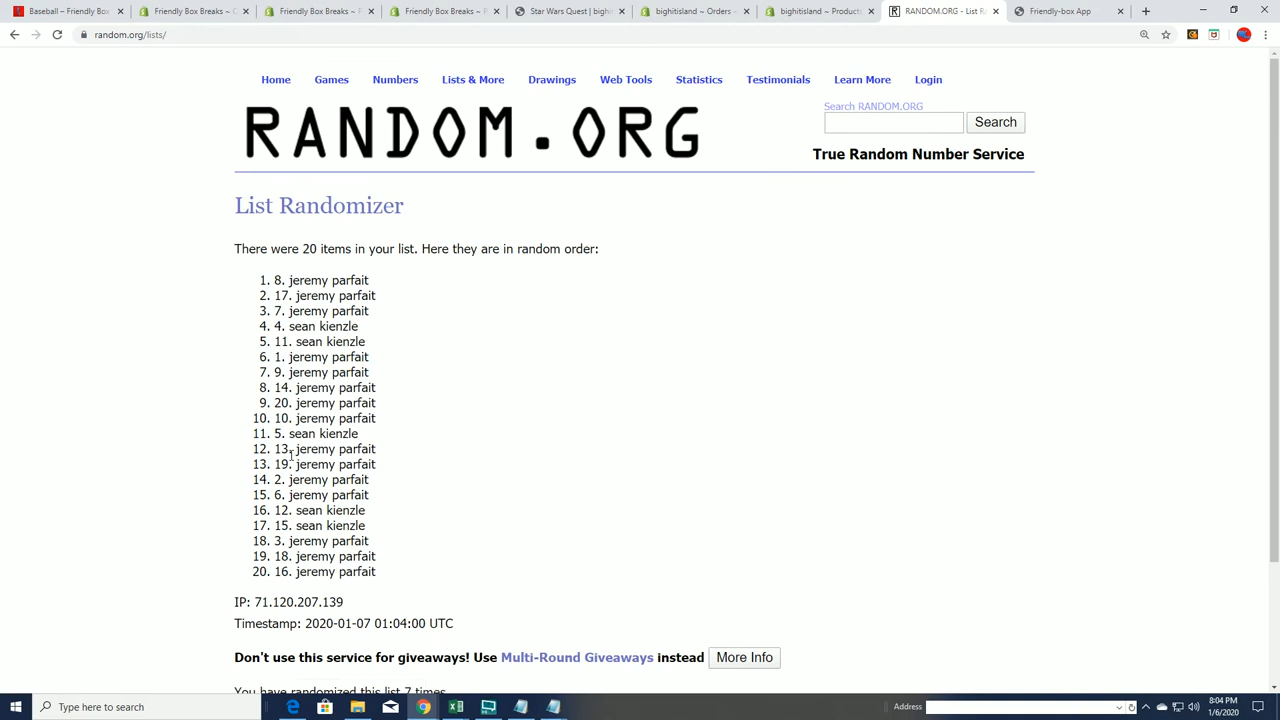 Baseball – Friendly Box Breaks
Friendly Box Breaks –
Friendly Box Breaks – F
Friendly Box Breaks – P
Star Wars Quest | bighi
bighitisland ~ Orders ~
bighitisland ~ Product
RANDOM.ORG - List R
Friendly-box App
random.org/lists/
Home Games Numbers Lists & More Drawings Web Tools Statistics Testimonials Learn More Login
RANDOM.ORG
Search RANDOM.ORG
Search
True Random Number Service
List Randomizer
There were 20 items in your list. Here they are in random order:
1. 8. jeremy parfait
2. 17. jeremy parfait
3. 7. jeremy parfait
4. 4. sean kienzle
5. 11. sean kienzle
6. 1. jeremy parfait
7. 9. jeremy parfait
8. 14. jeremy parfait
9. 20. jeremy parfait
10. 10. jeremy parfait
11. 5. sean kienzle
12. 13. jeremy parfait
13. 19. jeremy parfait
14. 2. jeremy parfait
15. 6. jeremy parfait
16. 12. sean kienzle
17. 15. sean kienzle
18. 3. jeremy parfait
19. 18. jeremy parfait
20. 16. jeremy parfait
IP: 71.120.207.139
Timestamp: 2020-01-07 01:04:00 UTC
Don't use this service for giveaways! Use Multi-Round Giveaways instead More Info
You have randomized this list 7 times
Type here to search
Address
8:04 PM
1/6/2020